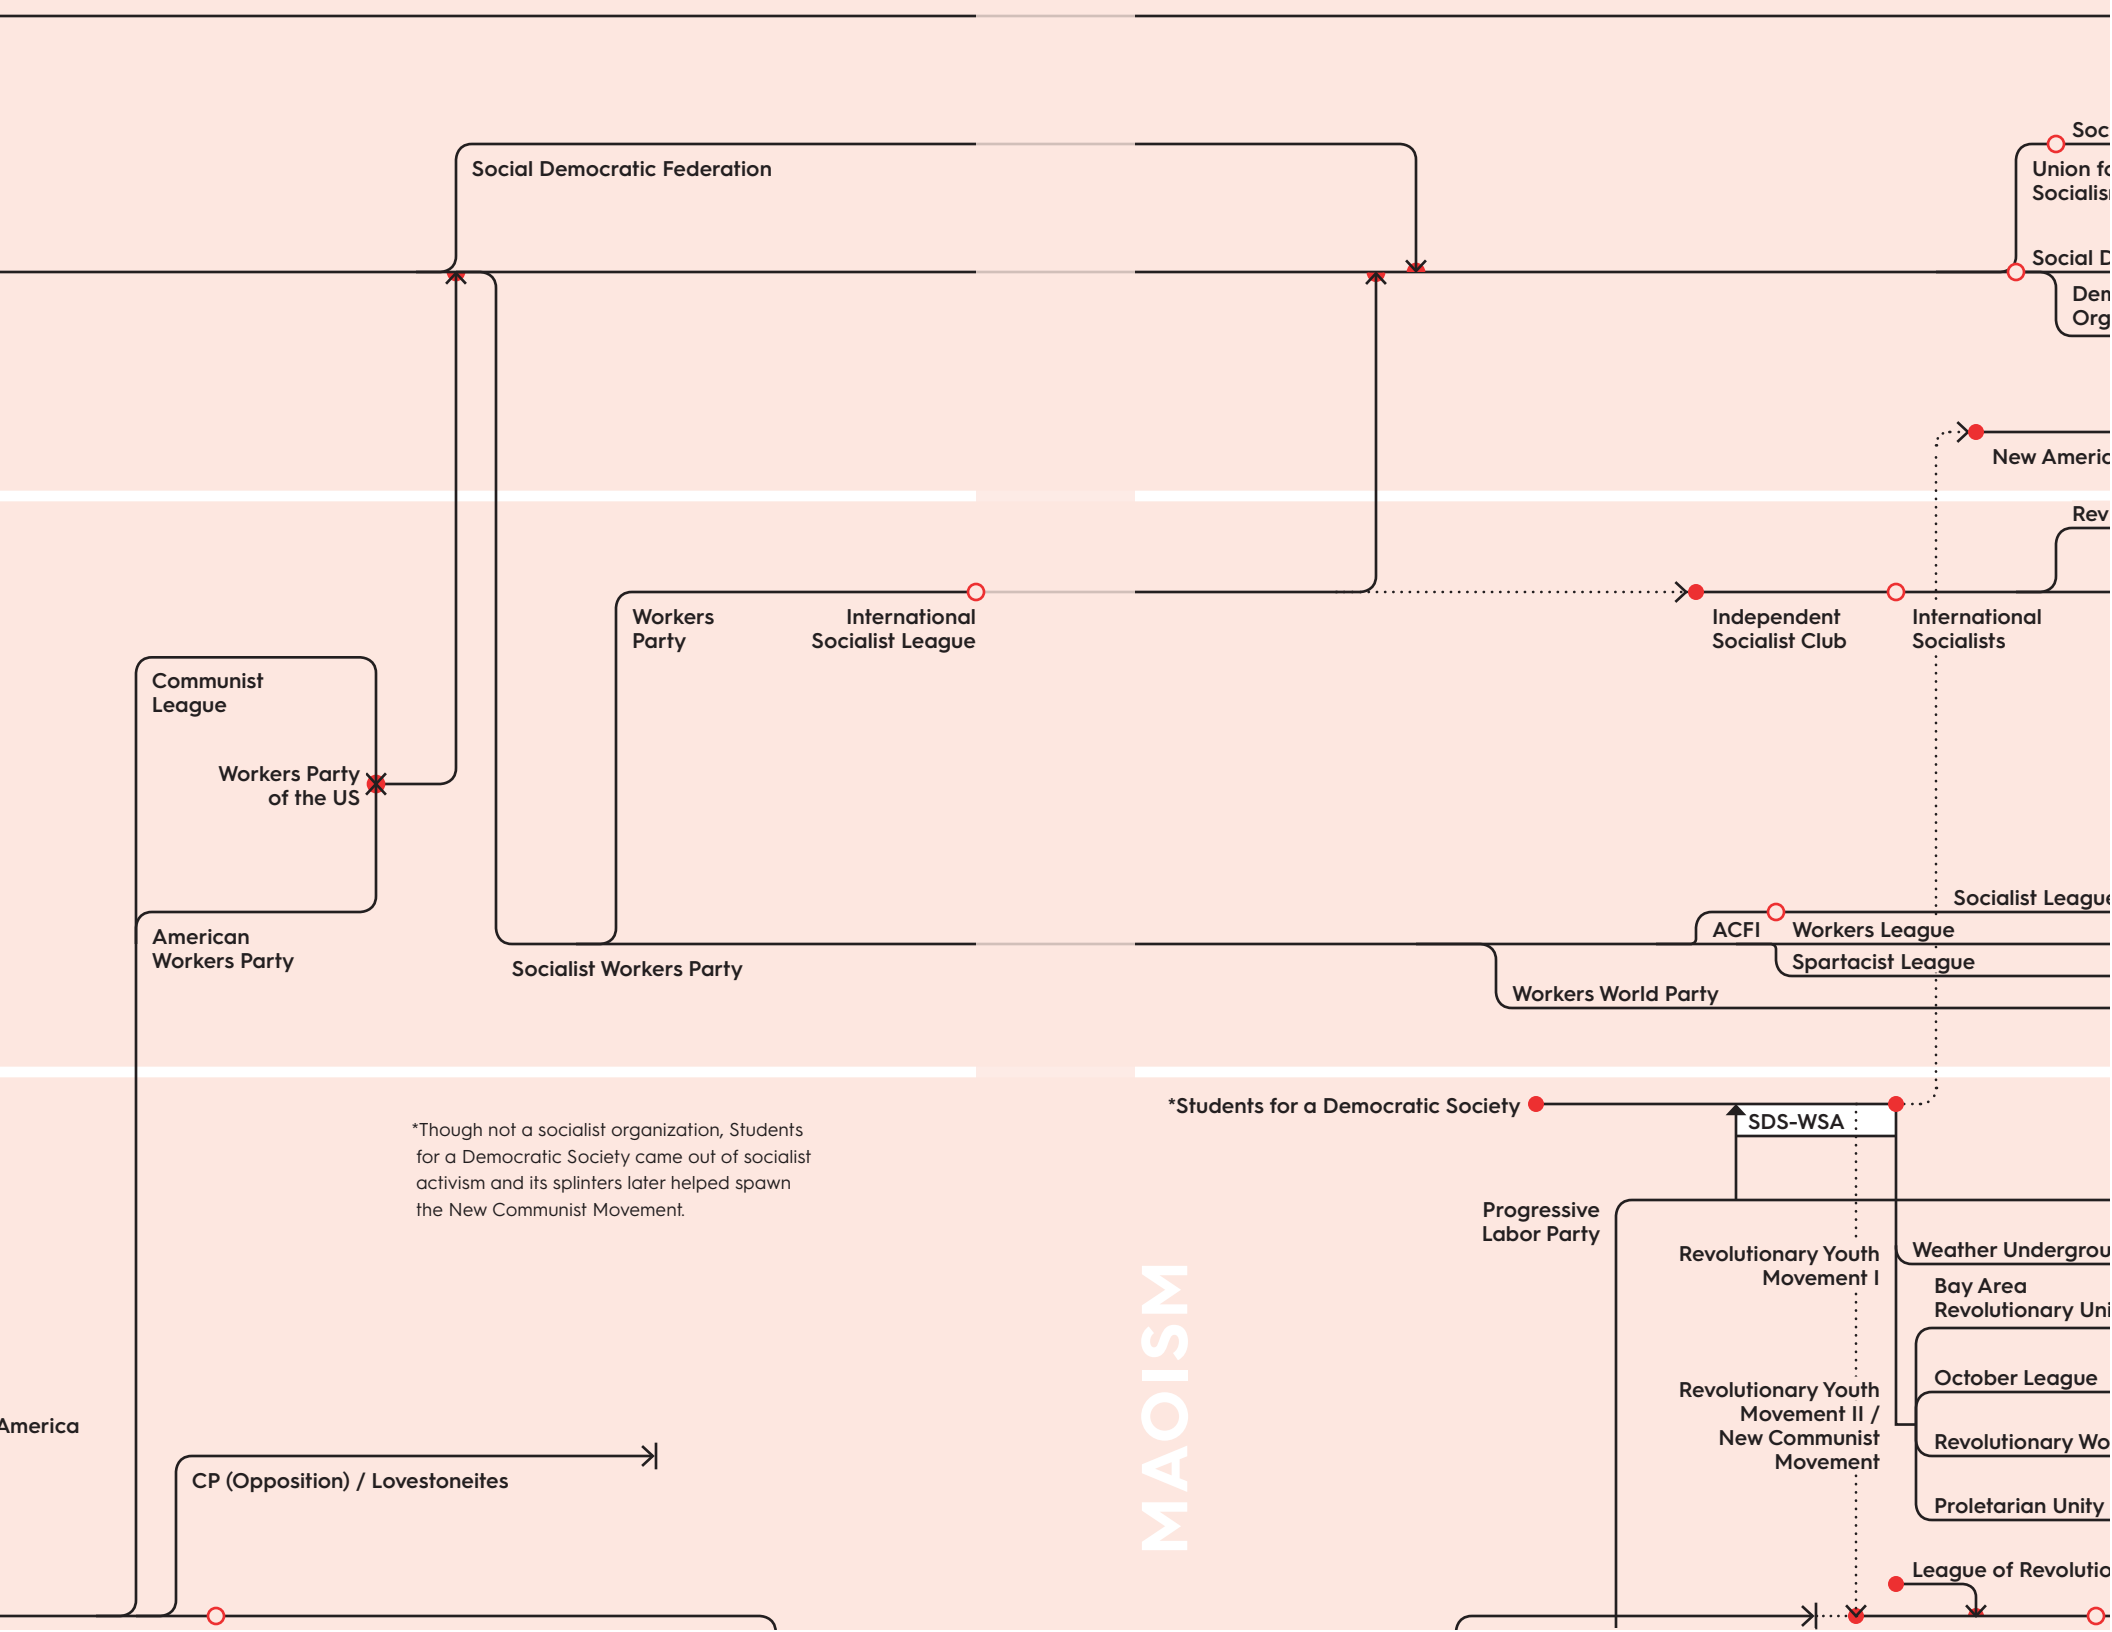 Soc
Social Democratic Federation
Union fo
Socialis
Social D
Dem
Org
New Americ
Rev
Workers
Party
International
Socialist League
Independent
Socialist Club
International
Socialists
Communist
League
Workers Party
of the US
American
Workers Party
Socialist Workers Party
Socialist League
ACFI
Workers League
Spartacist League
Workers World Party
*Students for a Democratic Society
SDS-WSA
*Though not a socialist organization, Students
for a Democratic Society came out of socialist
activism and its splinters later helped spawn
the New Communist Movement.
Progressive
Labor Party
Revolutionary Youth
Movement I
Weather Undergrou
Bay Area
Revolutionary Uni
MAOISM
October League
Revolutionary Youth
Movement II /
New Communist
Movement
Revolutionary Wo
Proletarian Unity
America
CP (Opposition) / Lovestoneites
League of Revolutio